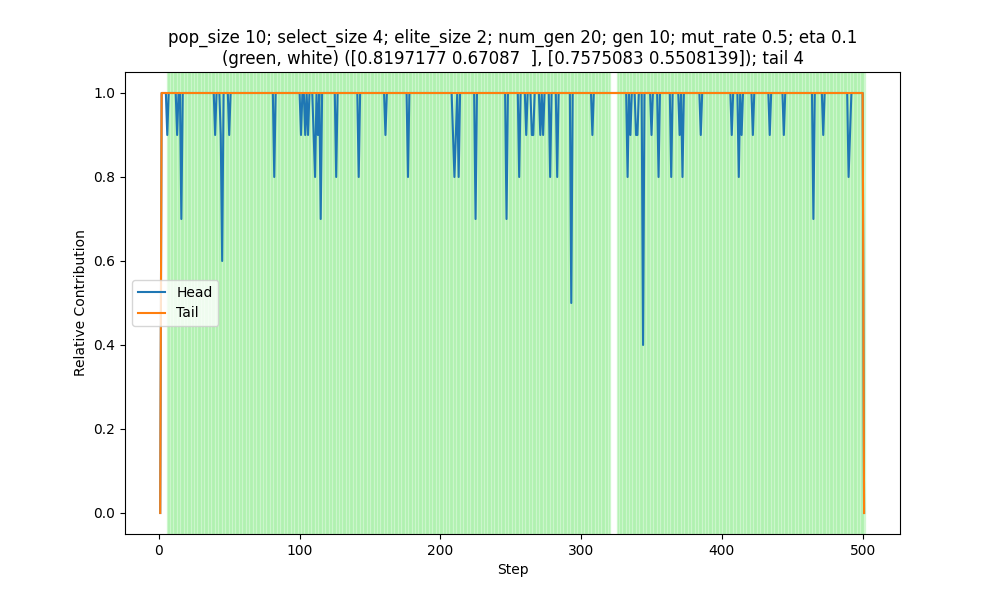 pop_size 10; select_size 4; elite_size 2; num_gen 20; gen 10; mut_rate 0.5; eta 0.1
(green, white) ([0.8197177 0.67087  ], [0.7575083 0.5508139]); tail 4
1.0
0.8
0.6
0.4
0.2
0.0
Relative Contribution
Head
Tail
0
100
200
300
400
500
Step